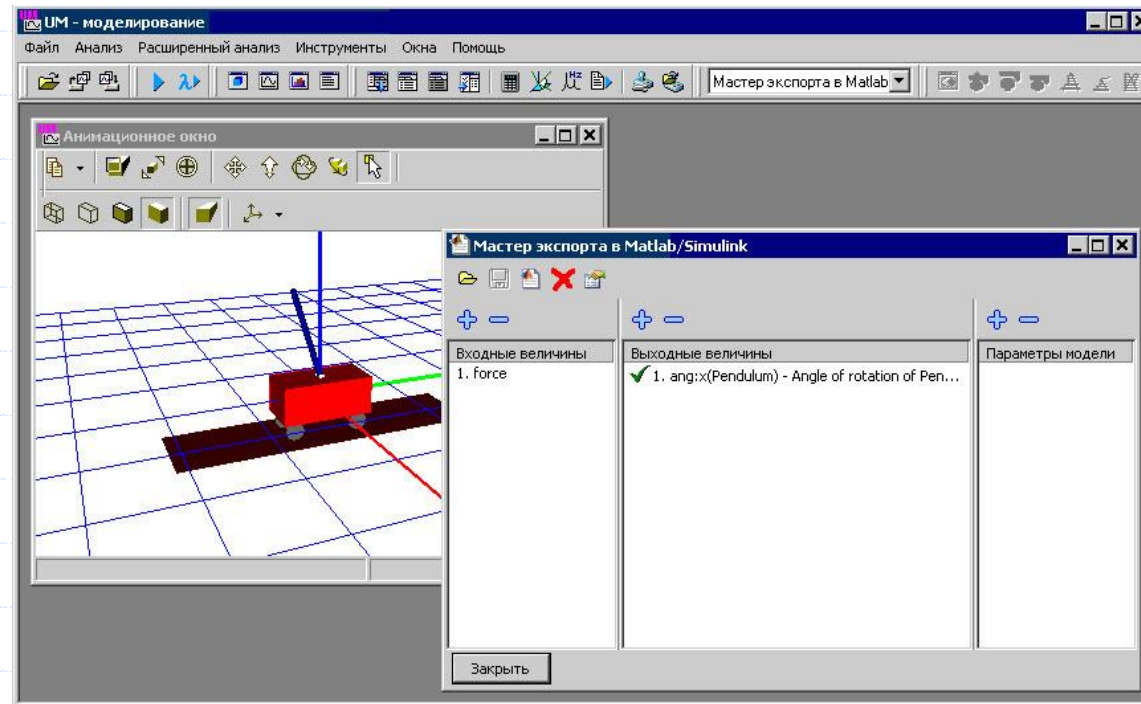 UM - моделирование
Файл Анализ Расширенный анализ Инструменты Окна Помощь
Мастер экспорта в Matlab
Анимационное окно
Мастер экспорта в Matlab/Simulink
Входные величины
1. force
Выходные величины
1. ang:x(Pendulum) - Angle of rotation of Pen...
Параметры модели
Закрыть